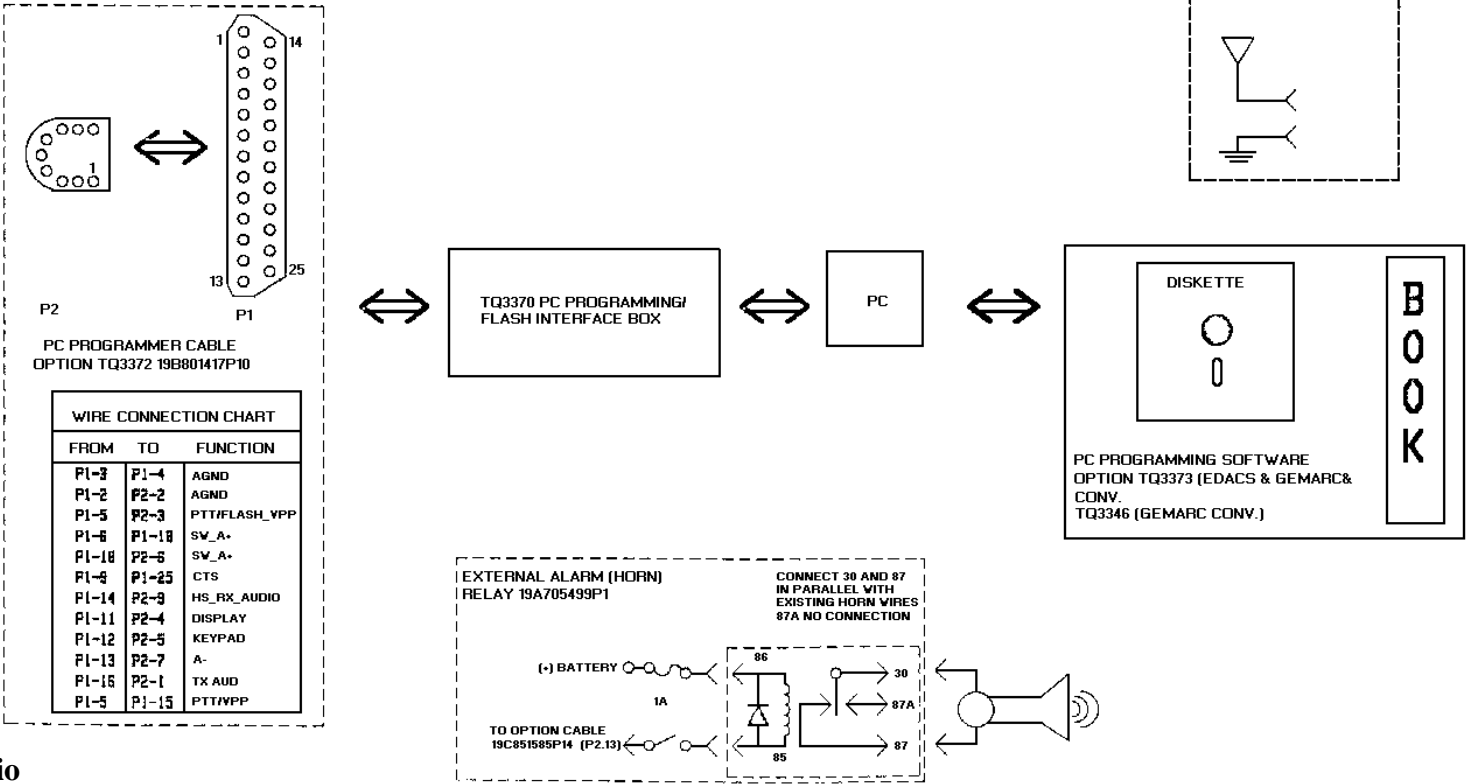 1
14
13
25
1
P2
P1
PC PROGRAMMER CABLE
OPTION TQ3372 19B801417P10
WIRE CONNECTION CHART
FROM TO FUNCTION
P1-3 P1-4 AGND
P1-2 P2-2 AGND
P1-5 P2-3 PTT/FLASH_VPP
P1-6 P1-18 SW_A+
P1-18 P2-6 SW_A+
P1-9 P1-25 CTS
P1-14 P2-9 HS_RX_AUDIO
P1-11 P2-4 DISPLAY
P1-12 P2-5 KEYPAD
P1-13 P2-7 A-
P1-16 P2-1 TX AUD
P1-5 P1-15 PTT/VPP
TQ3370 PC PROGRAMMING/
FLASH INTERFACE BOX
PC
DISKETTE
BOOK
PC PROGRAMMING SOFTWARE
OPTION TQ3373 (EDACS & GEMARC&
CONV.
TQ3346 (GEMARC CONV.)
EXTERNAL ALARM (HORN)
RELAY 19A705499P1
CONNECT 30 AND 87
IN PARALLEL WITH
EXISTING HORN WIRES
87A NO CONNECTION
(+) BATTERY
1A
86
30
87A
87
85
TO OPTION CABLE
19C851585P14 (P2.13)
io